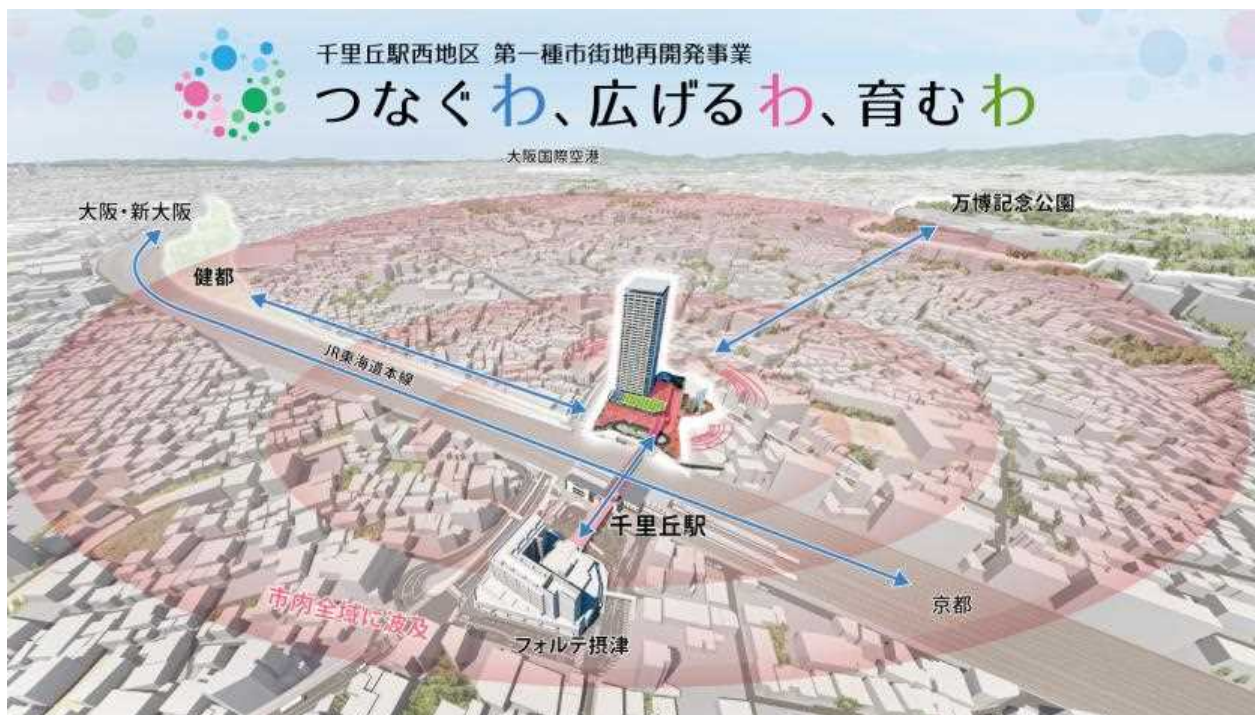 千里丘駅西地区 第一種市街地再開発事業
つなぐわ、広げるわ、育むわ
大阪国際空港
大阪・新大阪
万博記念公園
健都
JR東海道本線
千里丘駅
京都
市内全域に波及
フォルテ摂津